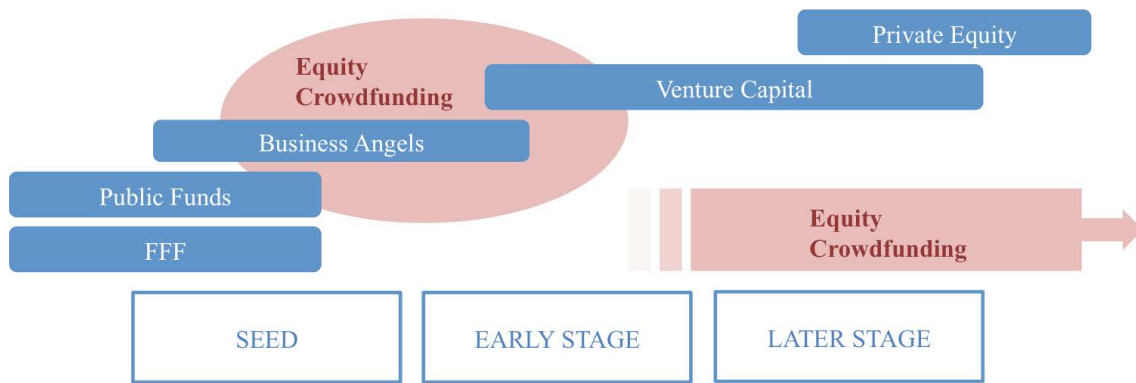 Private Equity
Equity
Crowdfunding
Venture Capital
Business Angels
Public Funds
FFF
Equity
Crowdfunding
SEED
EARLY STAGE
LATER STAGE